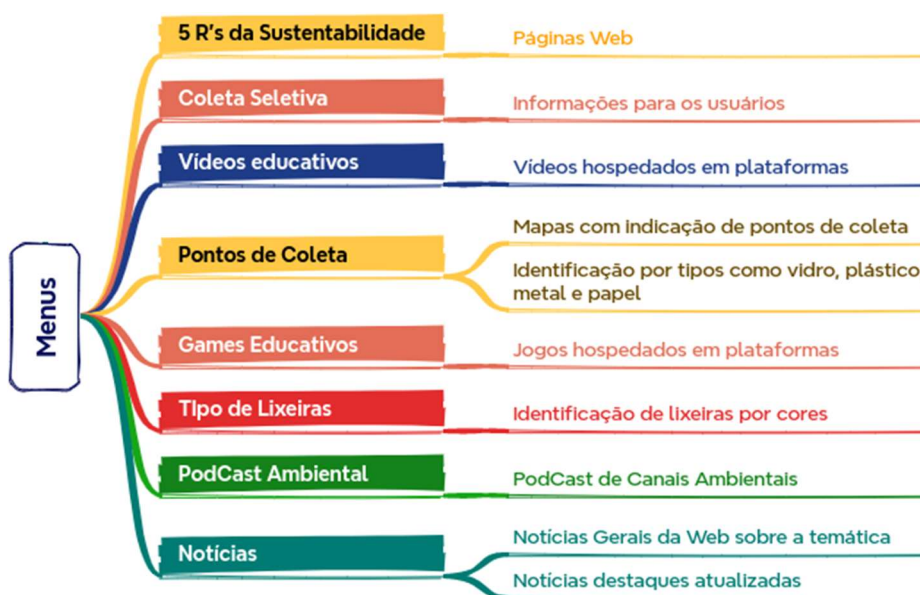 Menus
5 R's da Sustentabilidade
Páginas Web
Coleta Seletiva
Informações para os usuários
Vídeos educativos
Vídeos hospedados em plataformas
Pontos de Coleta
Mapas com indicação de pontos de coleta
Identificação por tipos como vidro, plástico
metal e papel
Games Educativos
Jogos hospedados em plataformas
TIpo de Lixeiras
Identificação de lixeiras por cores
PodCast Ambiental
PodCast de Canais Ambientais
Notícias
Notícias Gerais da Web sobre a temática
Notícias destaques atualizadas